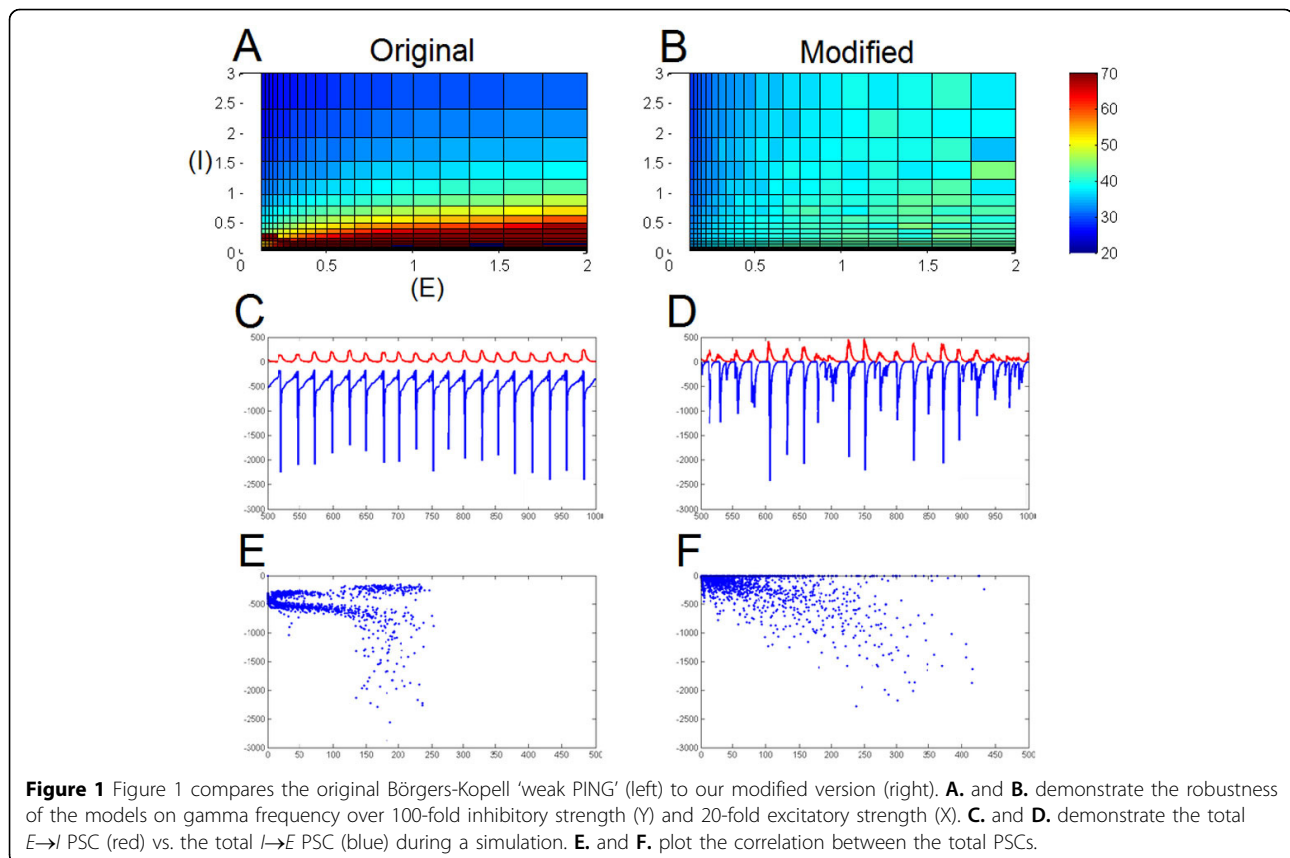 A Original
B Modified
3
2.5
2
(I) 1.5
1
0.5
0
0 0.5 1 1.5 2
(E)
3
2.5
2
1.5
1
0.5
0
0 0.5 1 1.5 2
70
60
50
40
30
20
C
500
0
-500
-1000
-1500
-2000
-2500
-3000
500 550 600 650 700 750 800 850 900 950
D
500
0
-500
-1000
-1500
-2000
-2500
-3000
500 550 600 650 700 750 800 850 900 950
E
0
-500
-1000
-1500
-2000
-2500
-3000
0 50 100 150 200 250 300 350 400 450
F
0
-500
-1000
-1500
-2000
-2500
-3000
0 50 100 150 200 250 300 350 400 450
Figure 1 Figure 1 compares the original Börgers-Kopell ‘weak PING’ (left) to our modified version (right). A. and B. demonstrate the robustness
of the models on gamma frequency over 100-fold inhibitory strength (Y) and 20-fold excitatory strength (X). C. and D. demonstrate the total
E→I PSC (red) vs. the total I→E PSC (blue) during a simulation. E. and F. plot the correlation between the total PSCs.